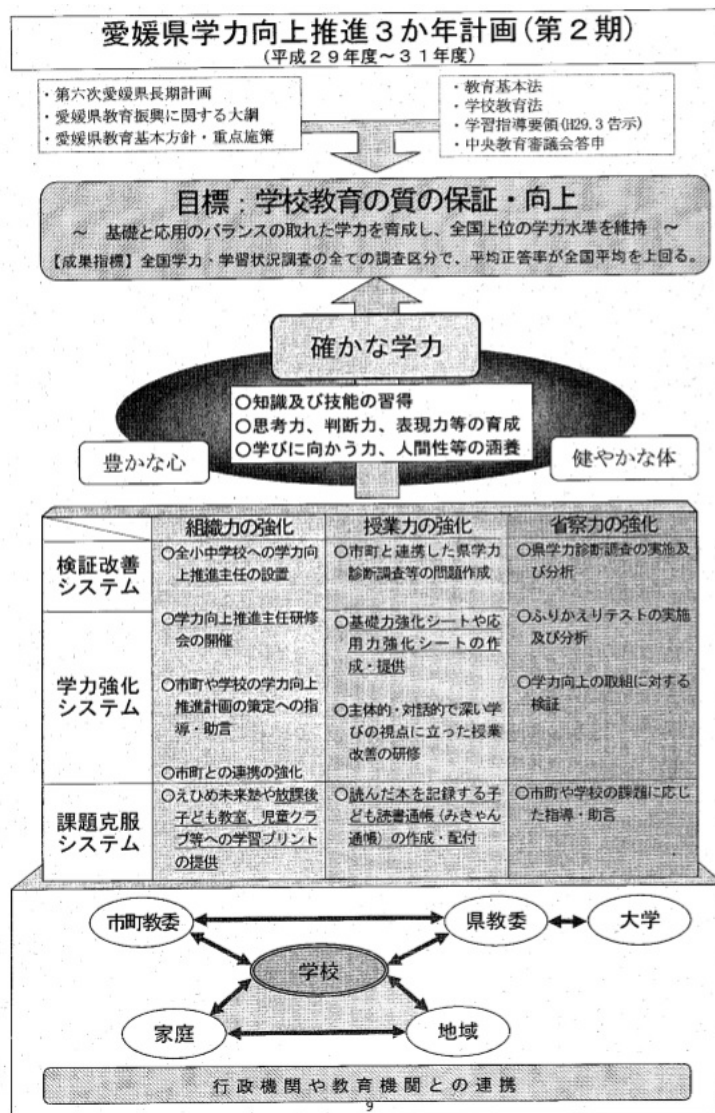 愛媛県学力向上推進３か年計画(第２期)
(平成２９年度～３１年度)
・第六次愛媛県長期計画
・愛媛県教育振興に関する大綱
・愛媛県教育基本方針・重点施策
・教育基本法
・学校教育法
・学習指導要領(H29.3告示)
・中央教育審議会答申
目標：学校教育の質の保証・向上
～ 基礎と応用のバランスの取れた学力を育成し、全国上位の学力水準を維持 ～
【成果指標】全国学力・学習状況調査の全ての調査区分で、平均正答率が全国平均を上回る。
確かな学力
○知識及び技能の習得
○思考力、判断力、表現力等の育成
○学びに向かう力、人間性等の涵養
豊かな心
健やかな体
組織力の強化
授業力の強化
省察力の強化
検証改善
システム
○全小中学校への学力向
上推進主任の設置
○市町と連携した県学力
診断調査等の問題作成
○県学力診断調査の実施及
び分析
学力強化
システム
○学力向上推進主任研修
会の開催
○市町や学校の学力向上
推進計画の策定への指
導・助言
○市町との連携の強化
○基礎力強化シートや応
用力強化シートの作
成・提供
○主体的・対話的で深い学
びの視点に立った授業
改善の研修
○ふりかえりテストの実施
及び分析
○学力向上の取組に対する
検証
課題克服
システム
○えひめ未来塾や放課後
子ども教室、児童クラ
ブ等への学習プリント
の提供
○読んだ本を記録する子
ども読書通帳(みきゃん
通帳)の作成・配付
○市町や学校の課題に応じ
た指導・助言
市町教委
県教委
大学
学校
家庭
地域
行政機関や教育機関との連携
9